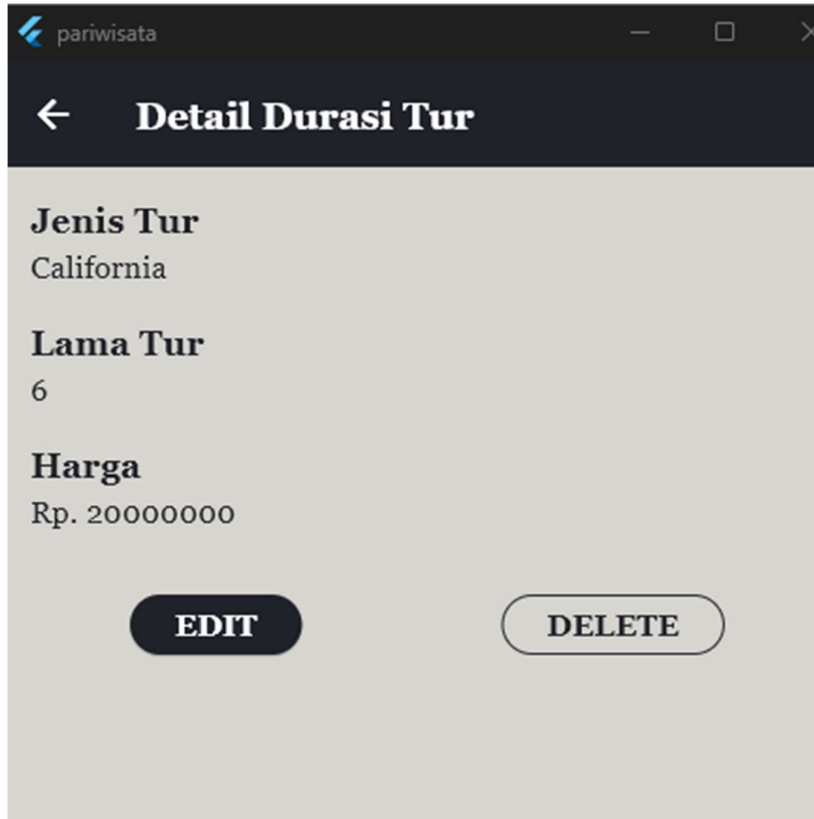 pariwisata
Detail Durasi Tur
Jenis Tur
California
Lama Tur
6
Harga
Rp. 20000000
EDIT
DELETE